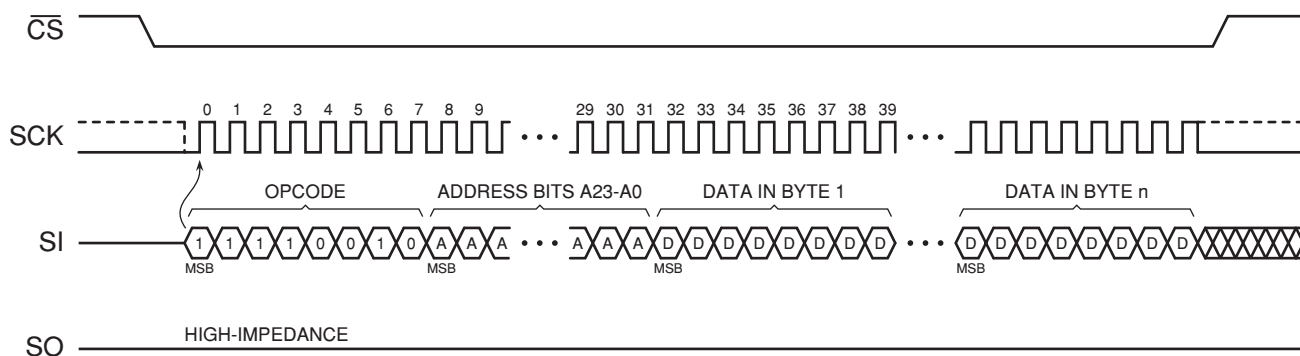 CS
SCK
0 1 2 3 4 5 6 7 8 9 29 30 31 32 33 34 35 36 37 38 39
OPCODE ADDRESS BITS A23-A0 DATA IN BYTE 1 DATA IN BYTE n
SI
1 1 1 1 0 0 1 0 A A A A A A D D D D D D D D D D D D D D D D
MSB MSB MSB MSB
SO
HIGH-IMPEDANCE